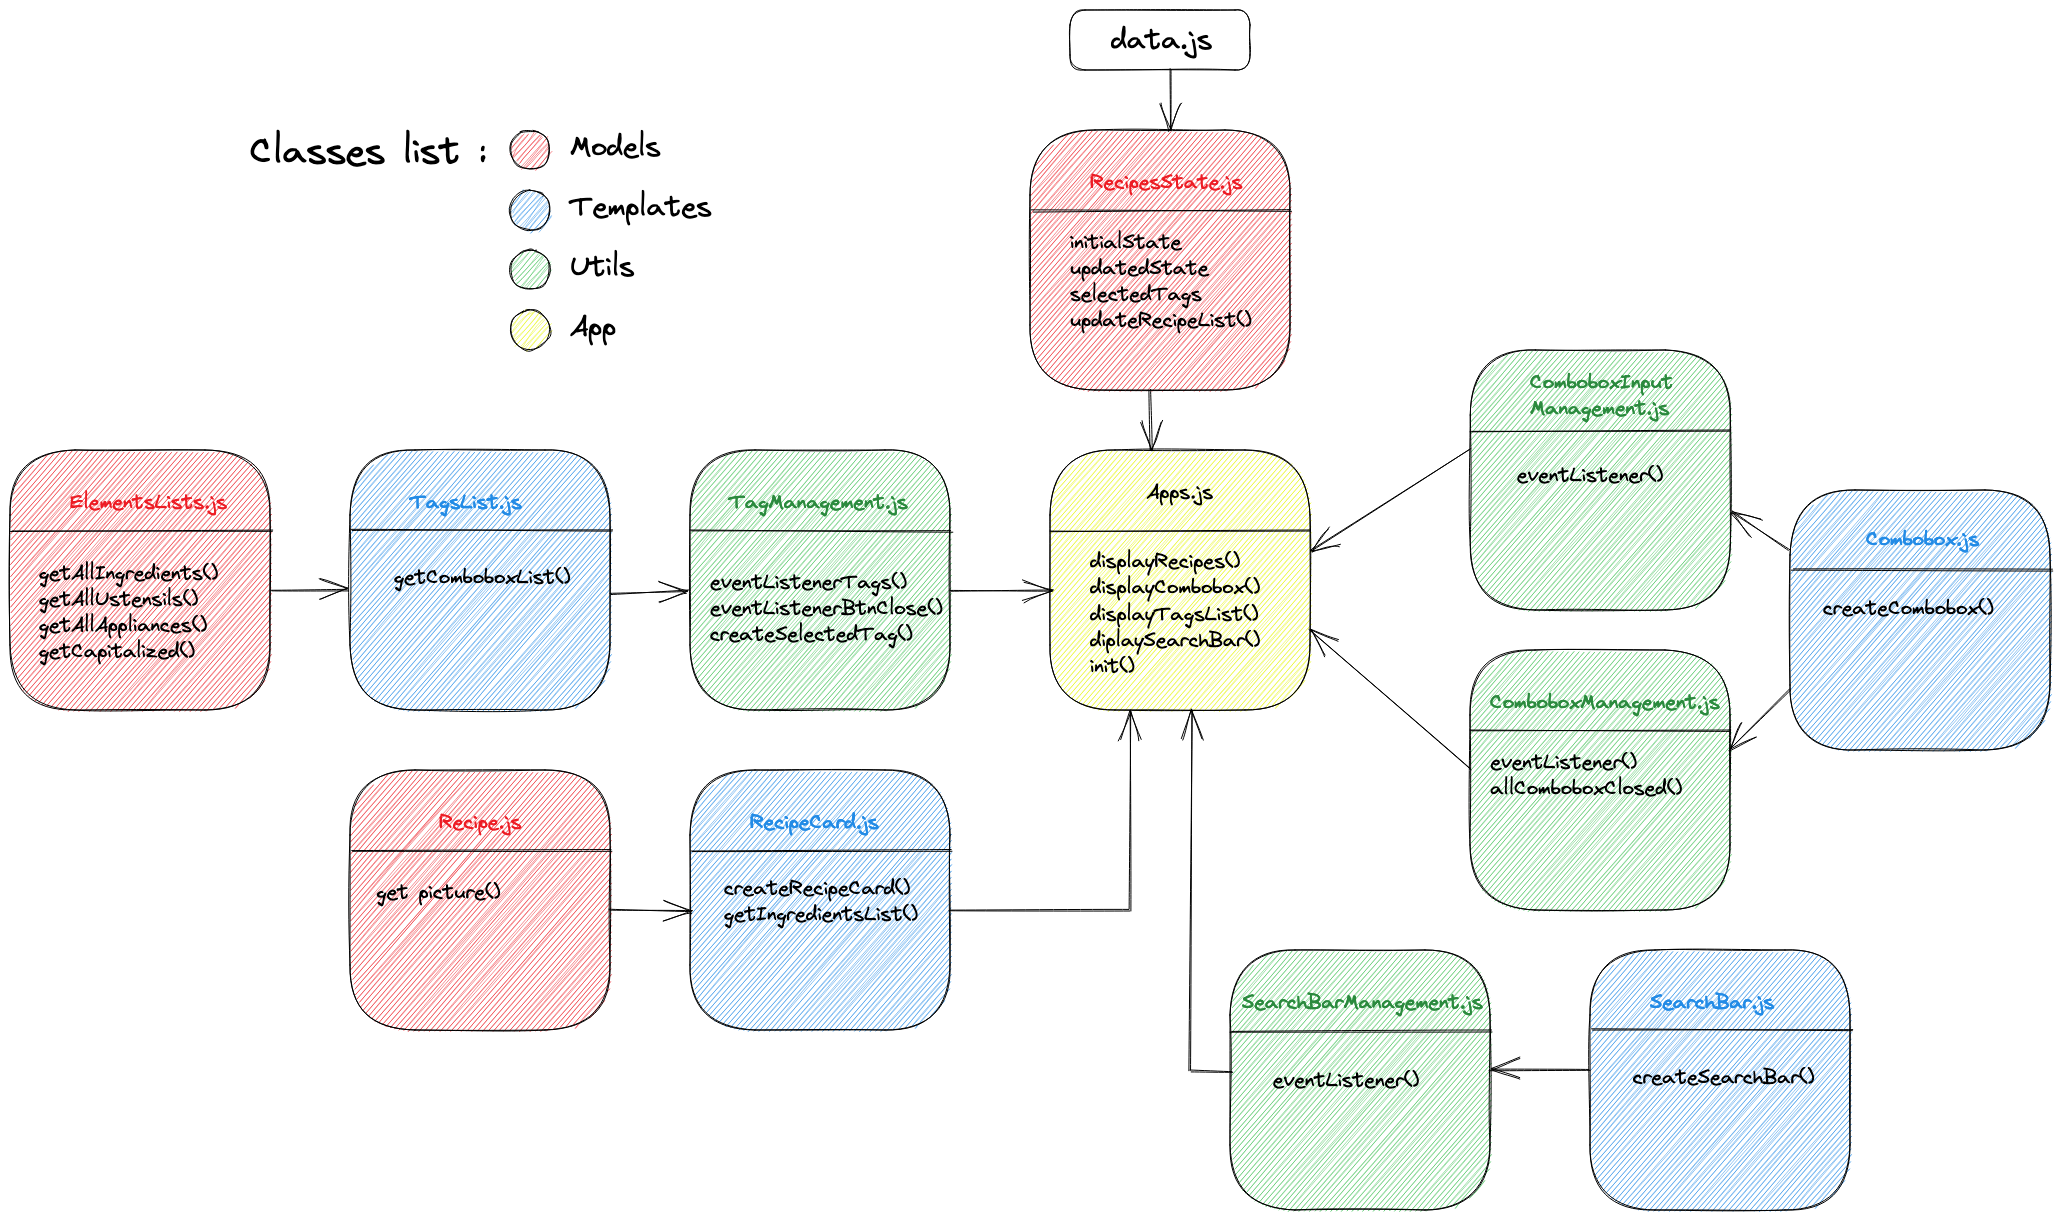 data.js
Classes list :
Models
Templates
Utils
App
RecipesState.js
initialState
updatedState
selectedTags
updateRecipeList()
ElementsLists.js
getAllIngredients()
getAllUstensils()
getAllAppliances()
getCapitalized()
TagsList.js
getComboboxList()
TagManagement.js
eventListenerTags()
eventListenerBtnClose()
createSelectedTag()
Apps.js
displayRecipes()
displayCombobox()
displayTagsList()
diplaySearchBar()
init()
ComboboxInput
Management.js
eventListener()
Combobox.js
createCombobox()
ComboboxManagement.js
eventListener()
allComboboxClosed()
Recipe.js
get picture()
RecipeCard.js
createRecipeCard()
getIngredientsList()
SearchBarManagement.js
eventListener()
SearchBar.js
createSearchBar()